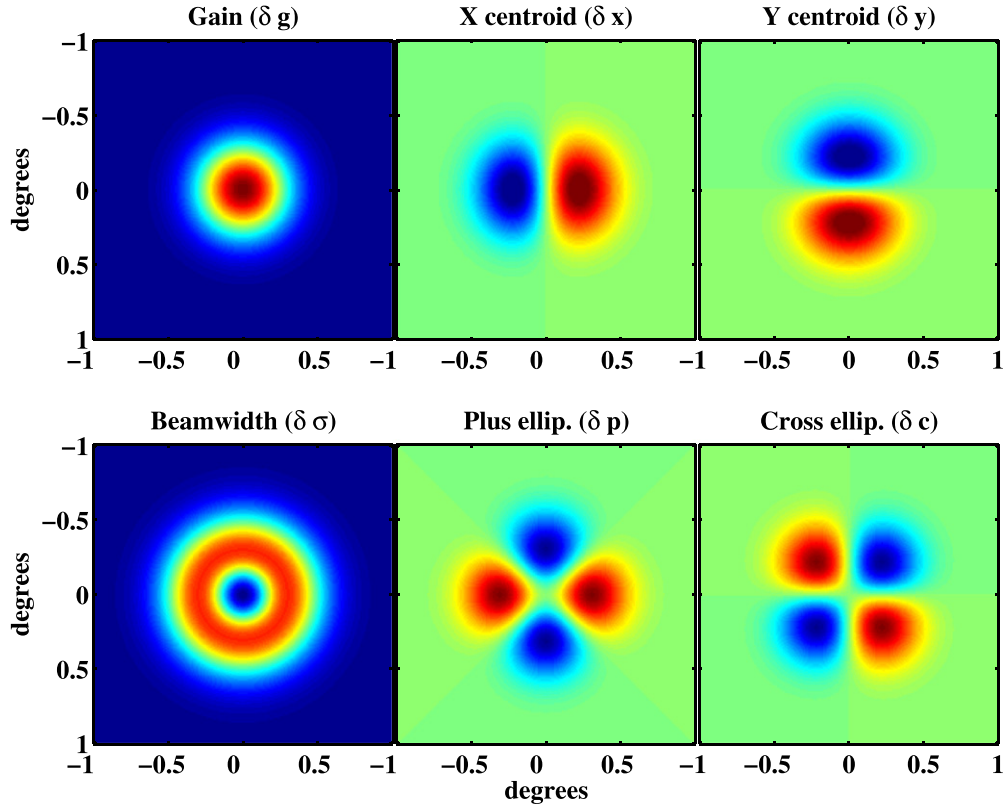 Gain (δ g) X centroid (δ x) Y centroid (δ y)
−1
−0.5
degrees
0
0.5
1
−1 −0.5 0 0.5 −1 −0.5 0 0.5 −1 −0.5 0 0.5 1
Beamwidth (δ σ) Plus ellip. (δ p) Cross ellip. (δ c)
−1
−0.5
degrees
0
0.5
1
−1 −0.5 0 0.5 −1 −0.5 0 0.5 −1 −0.5 0 0.5 1
degrees